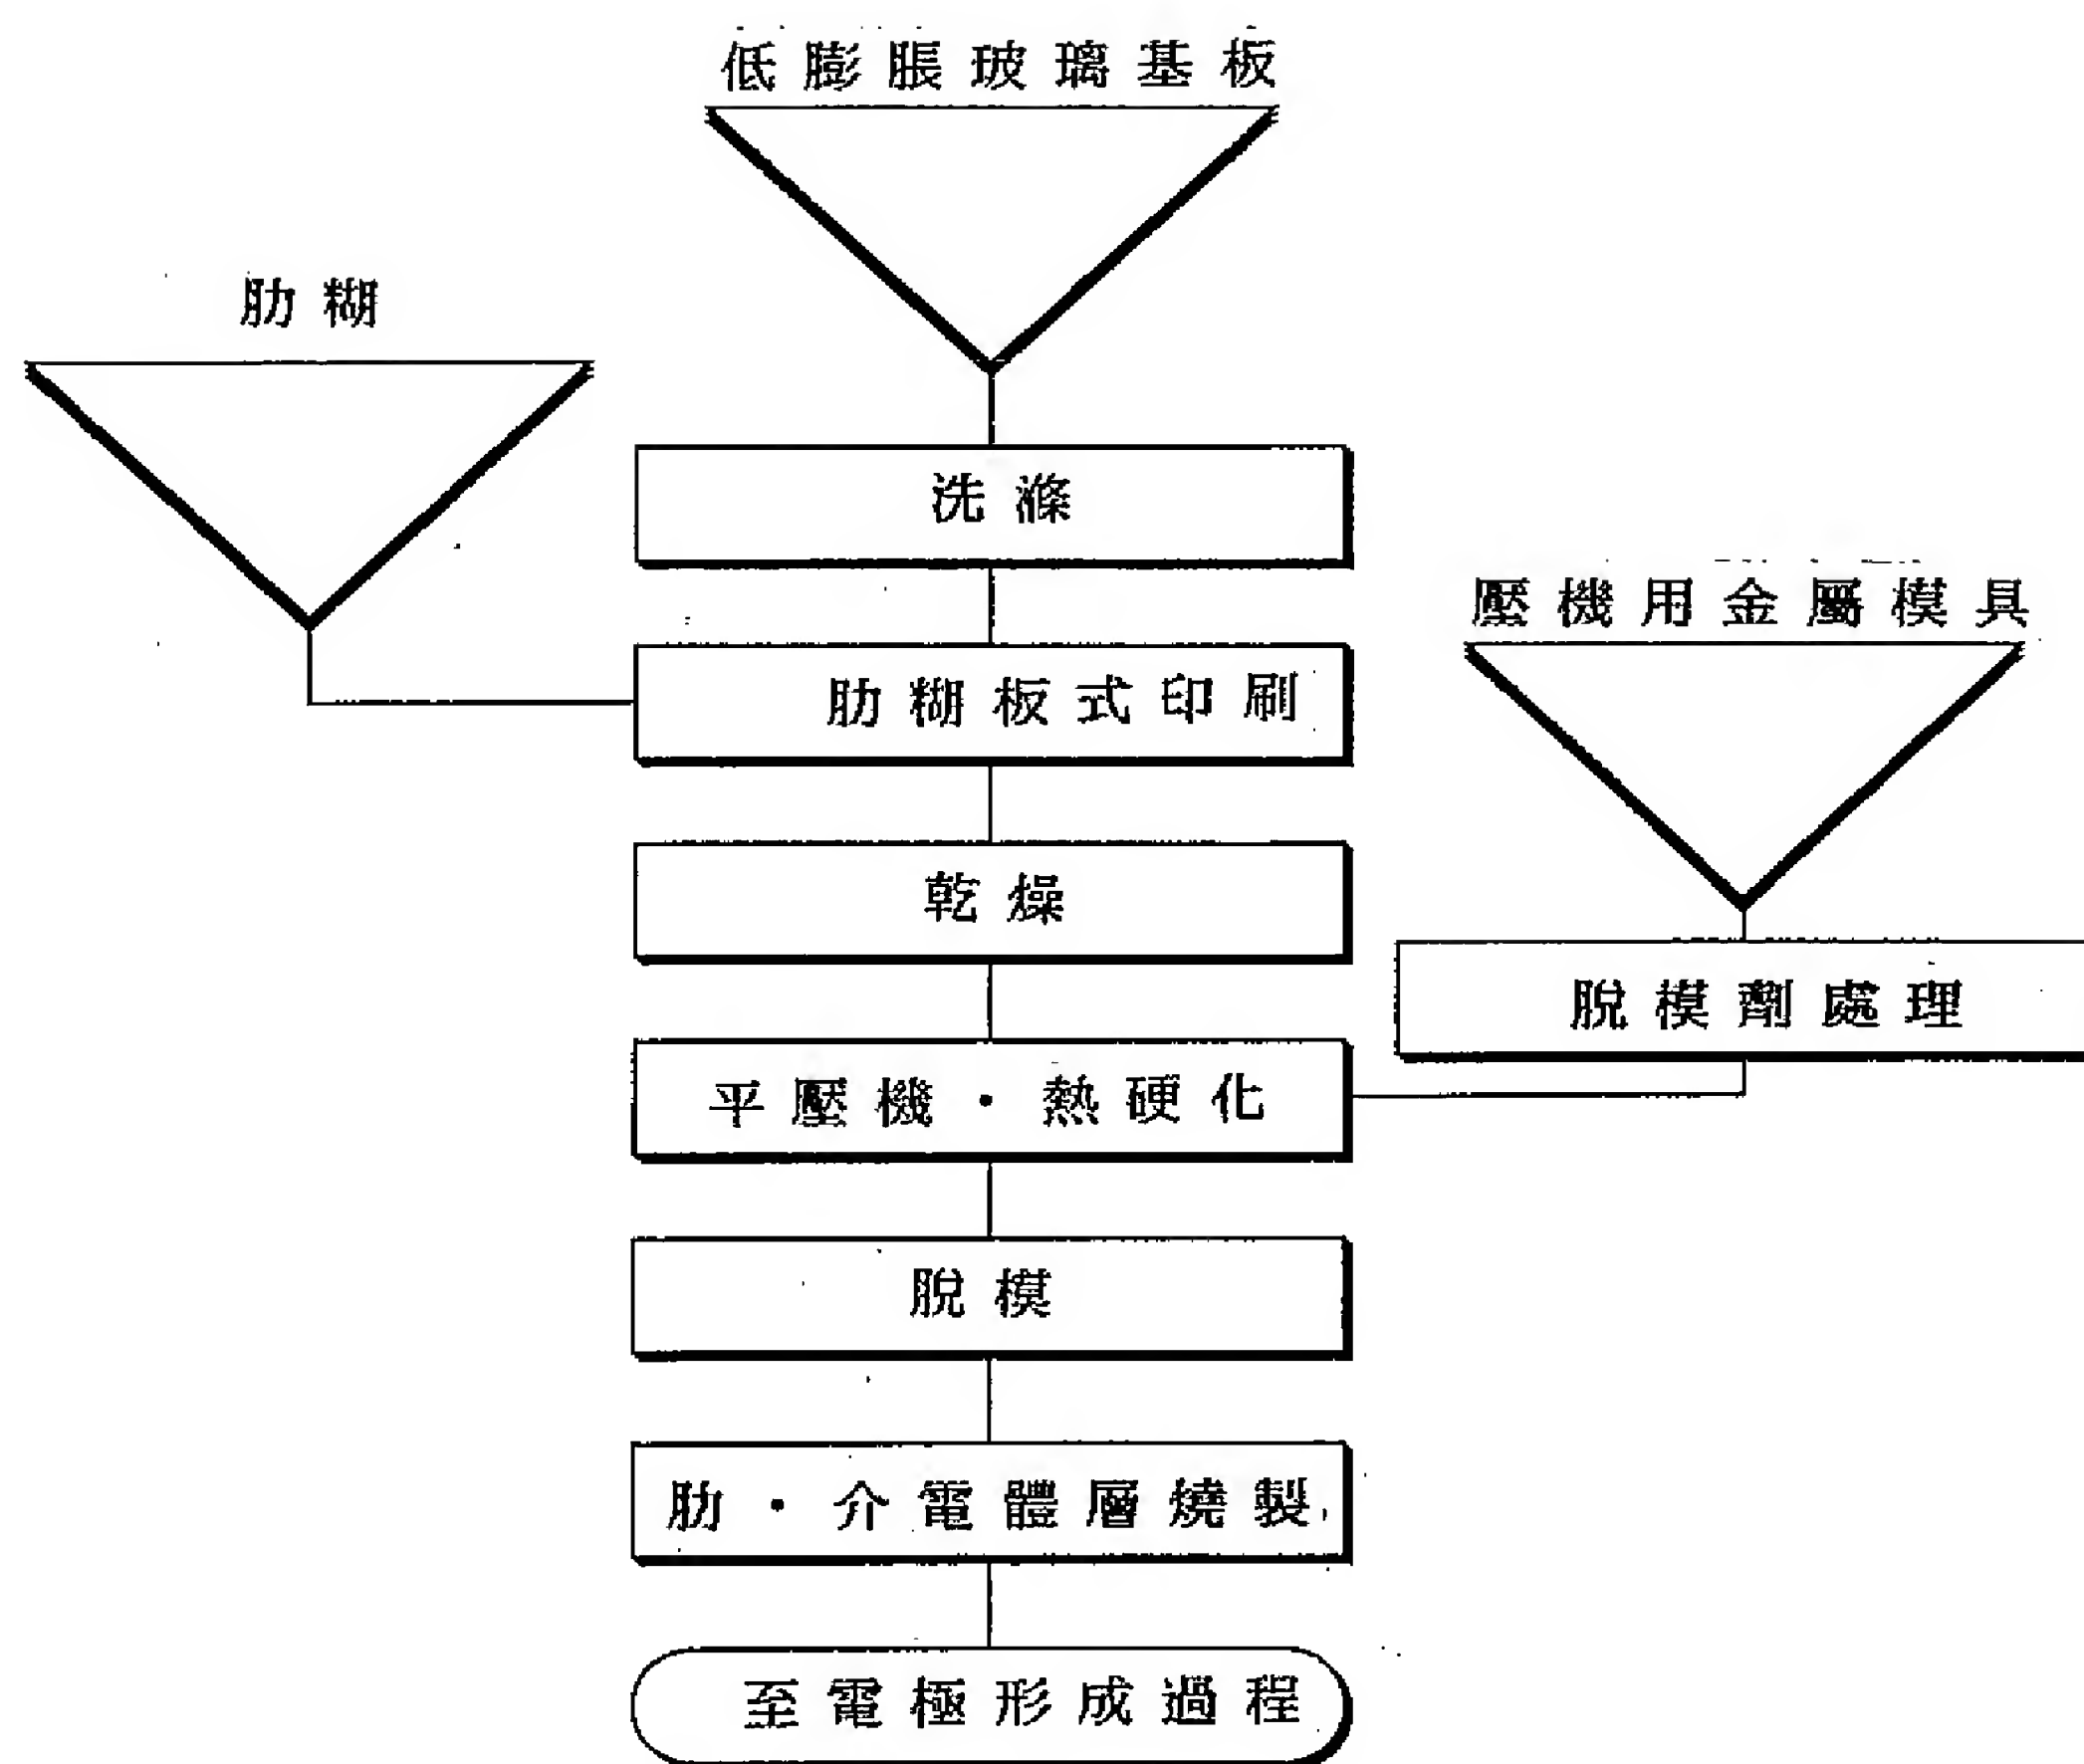 低膨脹玻璃基板
肋糊
洗滌
壓機用金屬模具
肋糊板式印刷
乾燥
脫模劑處理
平壓機・熱硬化
脫模
肋・介電體層燒製
至電極形成過程